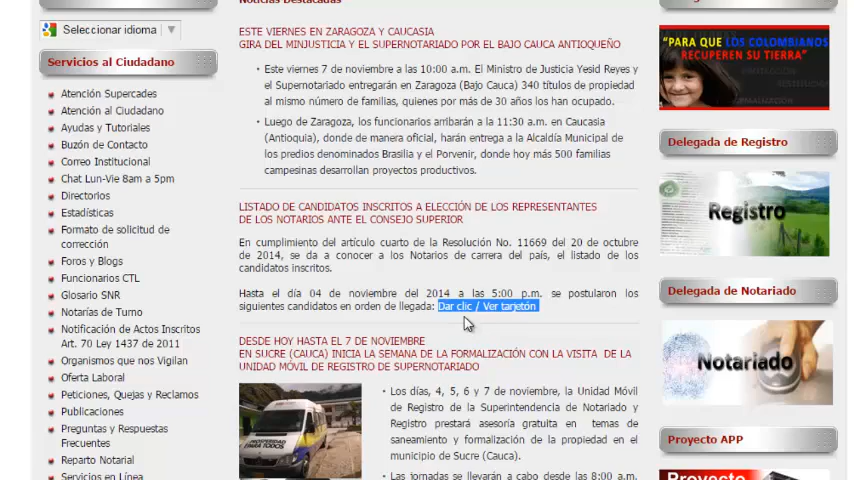 Noticias Destacadas
Seleccionar idioma
Servicios al Ciudadano
Atención Supercades
Atención al Ciudadano
Ayudas y Tutoriales
Buzón de Contacto
Correo Institucional
Chat Lun-Vie 8am a 5pm
Directorios
Estadísticas
Formato de solicitud de
corrección
Foros y Blogs
Funcionarios CTL
Glosario SNR
Notarías de Turno
Notificación de Actos Inscritos
Art. 70 Ley 1437 de 2011
Organismos que nos Vigilan
Oferta Laboral
Peticiones, Quejas y Reclamos
Publicaciones
Preguntas y Respuestas
Frecuentes
Reparto Notarial
Servicios en Línea
ESTE VIERNES EN ZARAGOZA Y CAUCASIA
GIRA DEL MINJUSTICIA Y EL SUPERNOTARIADO POR EL BAJO CAUCA ANTIOQUEÑO
• Este viernes 7 de noviembre a las 10:00 a.m. El Ministro de Justicia Yesid Reyes y
el Supernotariado entregarán en Zaragoza (Bajo Cauca) 340 títulos de propiedad
al mismo número de familias, quienes por más de 30 años los han ocupado.
• Luego de Zaragoza, los funcionarios arribarán a la 11:30 a.m. en Caucasia
(Antioquia), donde de manera oficial, harán entrega a la Alcaldía Municipal de
los predios denominados Brasilia y el Porvenir, donde hoy más 500 familias
campesinas desarrollan proyectos productivos.
LISTADO DE CANDIDATOS INSCRITOS A ELECCIÓN DE LOS REPRESENTANTES
DE LOS NOTARIOS ANTE EL CONSEJO SUPERIOR
En cumplimiento del artículo cuarto de la Resolución No. 11669 del 20 de octubre
de 2014, se da a conocer a los Notarios de carrera del país, el listado de los
candidatos inscritos.
Hasta el día 04 de noviembre del 2014 a las 5:00 p.m. se postularon los
siguientes candidatos en orden de llegada: Dar clic / Ver tarjetón
DESDE HOY HASTA EL 7 DE NOVIEMBRE
EN SUCRE (CAUCA) INICIA LA SEMANA DE LA FORMALIZACIÓN CON LA VISITA DE LA
UNIDAD MÓVIL DE REGISTRO DE SUPERNOTARIADO
PROSPERIDAD
PARA TODOS
• Los días, 4, 5, 6 y 7 de noviembre, la Unidad Móvil
de Registro de la Superintendencia de Notariado y
Registro prestará asesoría gratuita en temas de
saneamiento y formalización de la propiedad en el
municipio de Sucre (Cauca).
• Las jornadas se llevarán a cabo desde las 8:00 a.m.
"PARA QUE LOS COLOMBIANOS
RECUPEREN SU TIERRA"
Delegada de Registro
Registro
Delegada de Notariado
Notariado
Proyecto APP
Proyecto